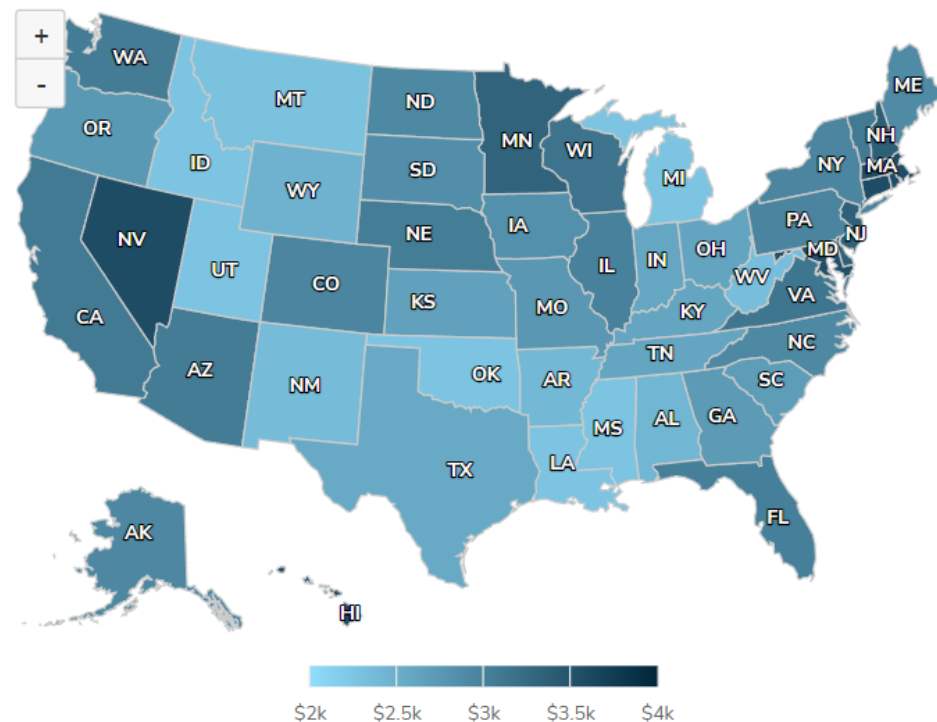 +
-
WA
MT
ND
MN
ME
OR
ID
SD
WI
NH
MA
NY
WY
MI
NV
NE
IA
PA
NJ
UT
CO
IL
IN
OH
MD
WV
VA
CA
KS
MO
KY
AZ
NM
OK
AR
TN
NC
SC
MS
AL
GA
TX
LA
AK
FL
HI
$2k $2.5k $3k $3.5k $4k